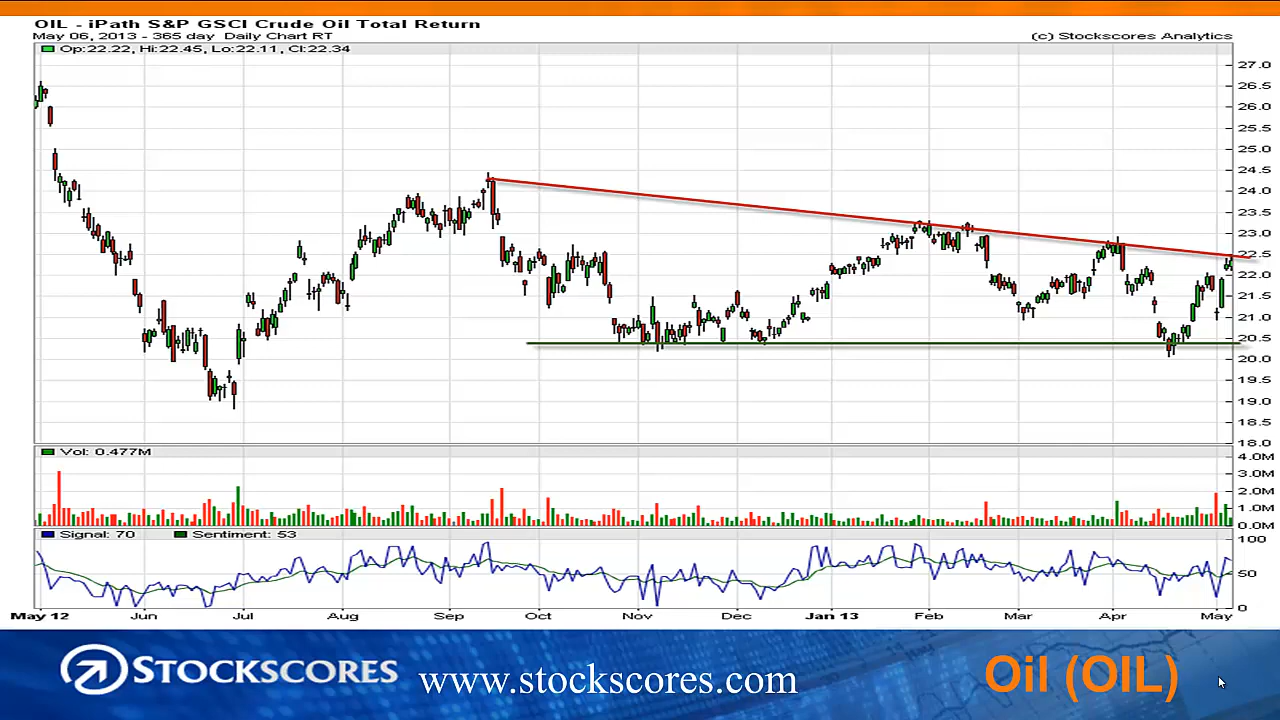 OIL - iPath S&P GSCI Crude Oil Total Return
May 06, 2013 - 365 day Daily Chart RT
(c) Stockscores Analytics
Op:22.22, Hi:22.45, Lo:22.11, Cl:22.34
27.0
26.5
26.0
25.5
25.0
24.5
24.0
23.5
23.0
22.5
22.0
21.5
21.0
20.5
20.0
19.5
19.0
18.5
18.0
Vol: 0.477M
4.0M
3.0M
2.0M
1.0M
0.0M
Signal: 70 Sentiment: 53
100
50
0
May 12 Jun Jul Aug Sep Oct Nov Dec Jan 13 Feb Mar Apr May
STOCKSCORES
www.stockscores.com
Oil (OIL)